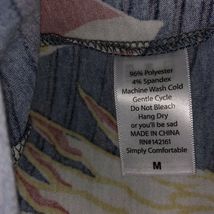 96% Polyester
4% Spandex
Machine Wash Cold
Gentle Cycle
Do Not Bleach
Hang Dry
or you'll be sad
MADE IN CHINA
RN#142161
Simply Comfortable
M